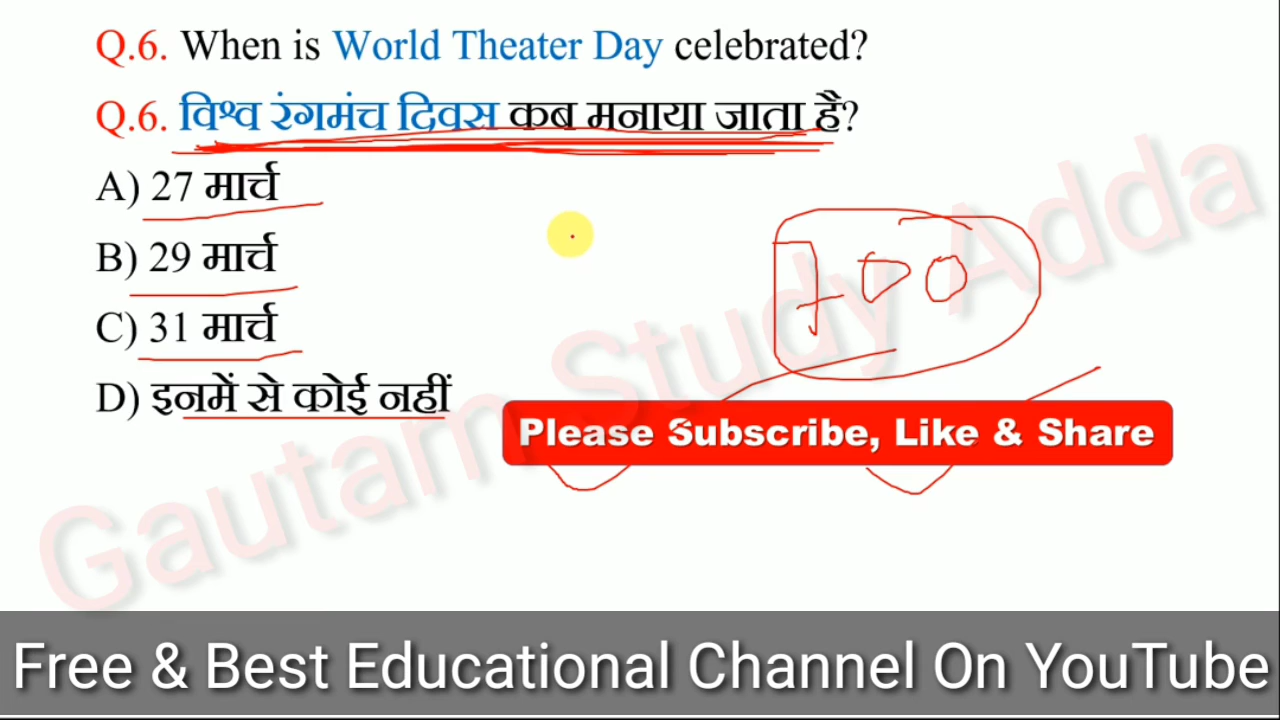 Q.6. When is World Theater Day celebrated?
Q.6. विश्व रंगमंच दिवस कब मनाया जाता है?
A) 27 मार्च
B) 29 मार्च
C) 31 मार्च
D) इनमें से कोई नहीं
Please Subscribe, Like & Share
Gautam Study Adda
Free & Best Educational Channel On YouTube